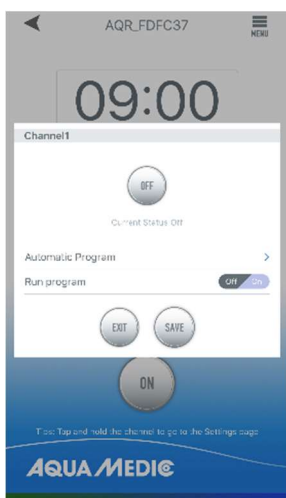 AQR_FDFC37
MENU
09:00
Channel1
OFF
Current Status Off
Automatic Program
Run program
Off On
EXIT SAVE
ON
Tips: Tap and hold the channel to go to the Settings page
AQUA MEDIC